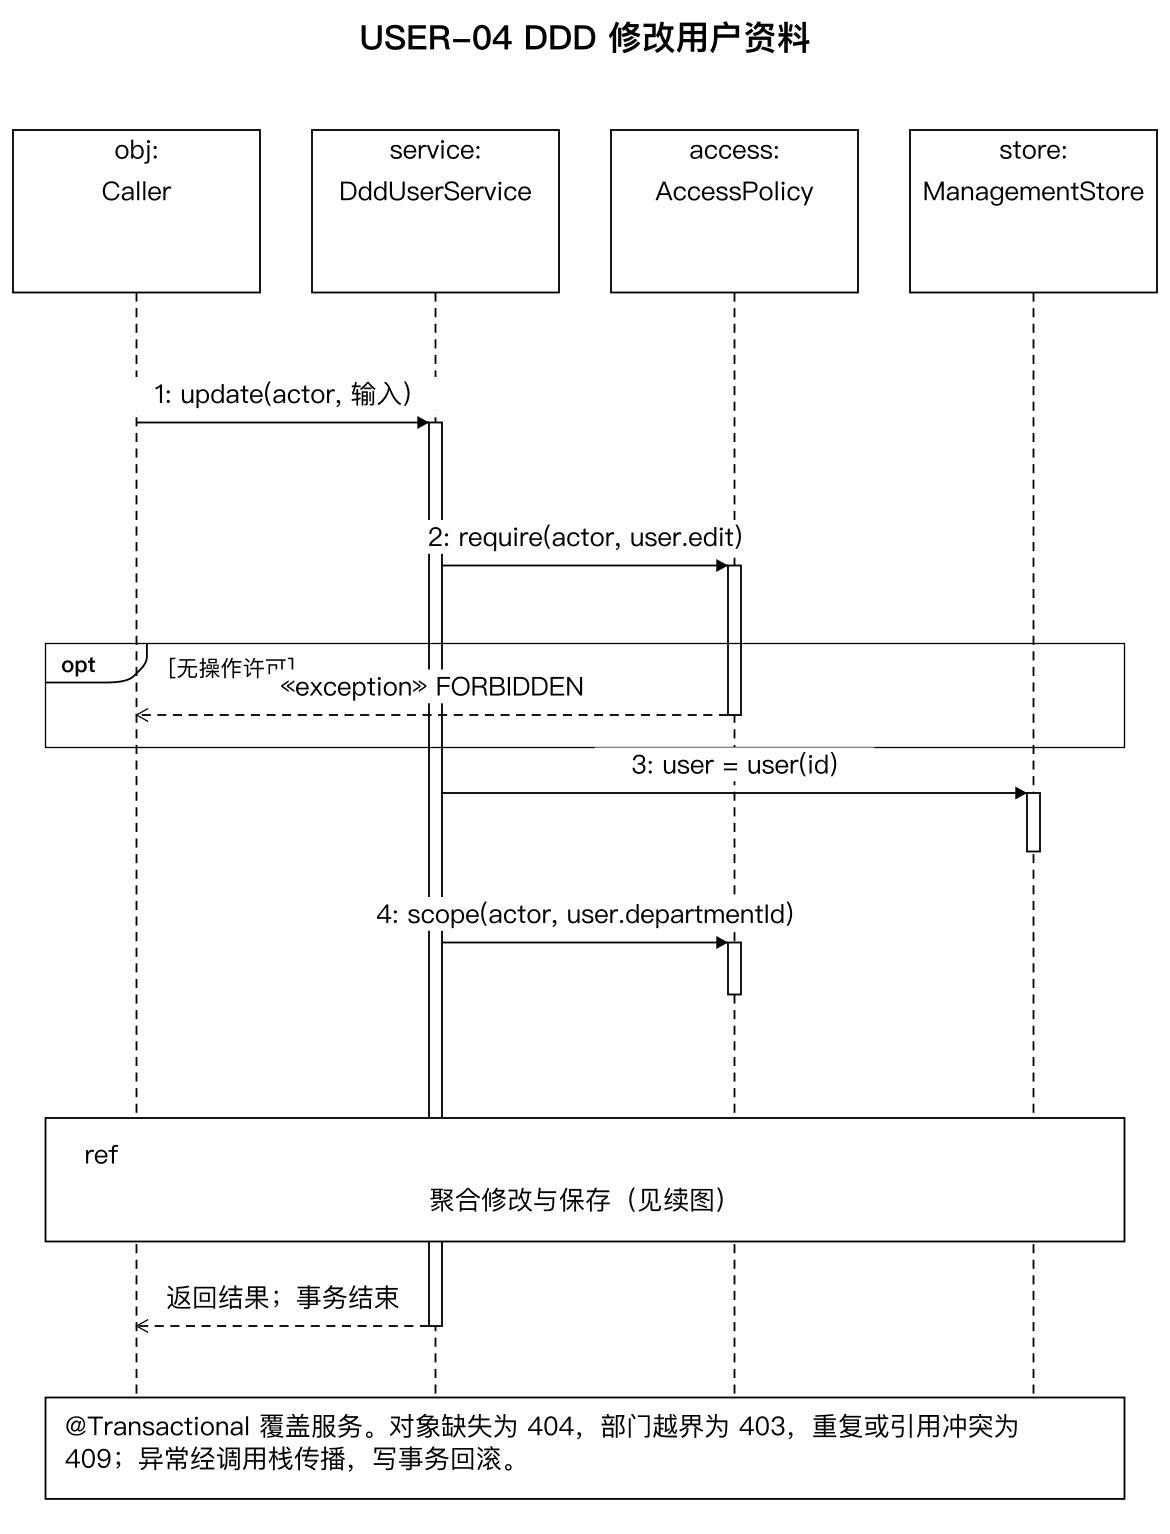 USER-04 DDD 修改用户资料
obj:
Caller
service:
DddUserService
access:
AccessPolicy
store:
ManagementStore
1: update(actor, 输入)
2: require(actor, user.edit)
opt
[无操作许可]
«exception» FORBIDDEN
3: user = user(id)
4: scope(actor, user.departmentId)
ref
聚合修改与保存（见续图）
返回结果；事务结束
@Transactional 覆盖服务。对象缺失为 404，部门越界为 403，重复或引用冲突为
409；异常经调用栈传播，写事务回滚。